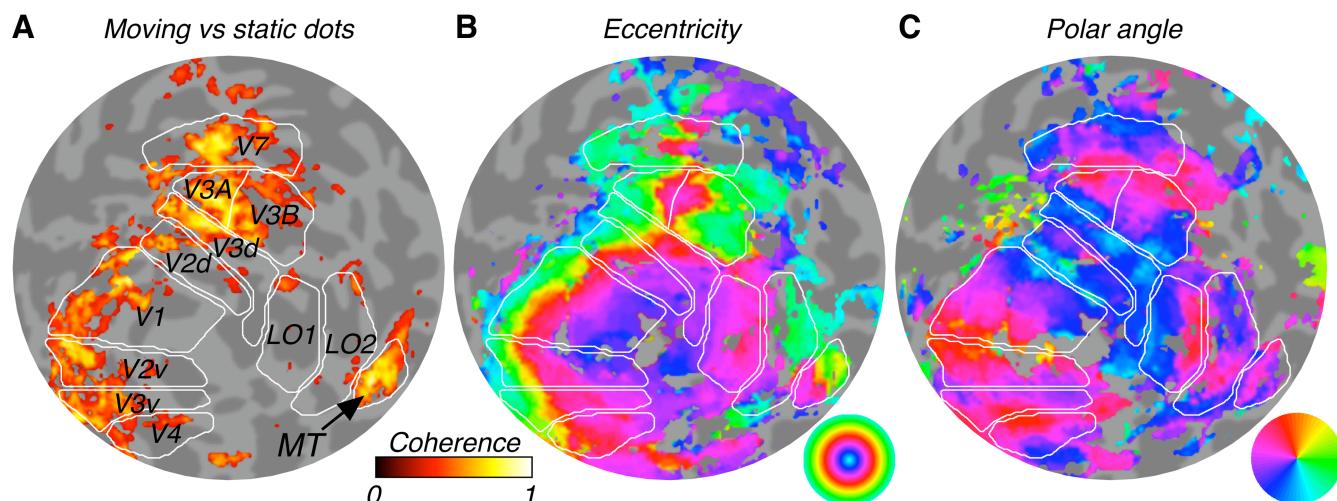 A Moving vs static dots
B Eccentricity
C Polar angle
V7
V3A
V3B
V3d
V2d
V1
LO1
LO2
V2v
V3v
V4
MT
Coherence
0 1